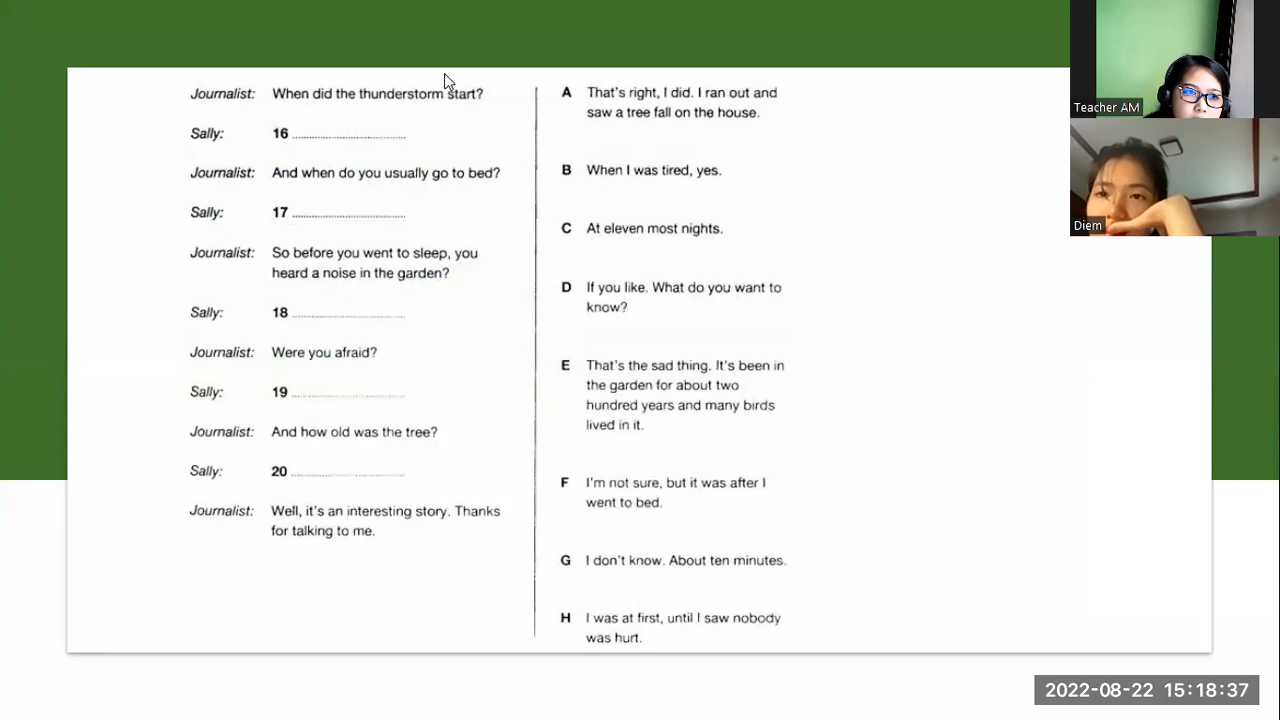 Journalist: When did the thunderstorm start?
Sally: 16 ................................
Journalist: And when do you usually go to bed?
Sally: 17 ................................
Journalist: So before you went to sleep, you
heard a noise in the garden?
Sally: 18 ................................
Journalist: Were you afraid?
Sally: 19 ................................
Journalist: And how old was the tree?
Sally: 20 ................................
Journalist: Well, it's an interesting story. Thanks
for talking to me.
A That's right, I did. I ran out and
saw a tree fall on the house.
B When I was tired, yes.
C At eleven most nights.
D If you like. What do you want to
know?
E That's the sad thing. It's been in
the garden for about two
hundred years and many birds
lived in it.
F I'm not sure, but it was after I
went to bed.
G I don't know. About ten minutes.
H I was at first, until I saw nobody
was hurt.
Teacher AM
Diem
2022-08-22 15:18:37